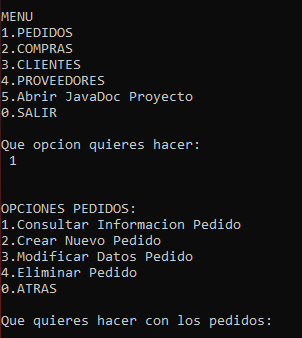 MENU
1.PEDIDOS
2.COMPRAS
3.CLIENTES
4.PROVEEDORES
5.Abrir JavaDoc Proyecto
0.SALIR
Que opcion quieres hacer:
1
OPCIONES PEDIDOS:
1.Consultar Informacion Pedido
2.Crear Nuevo Pedido
3.Modificar Datos Pedido
4.Eliminar Pedido
0.ATRAS
Que quieres hacer con los pedidos: